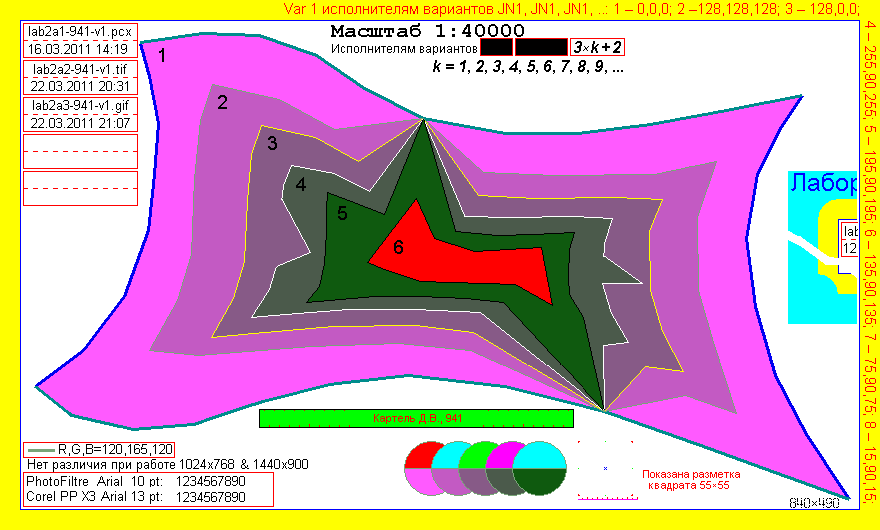 Var 1 исполнителям вариантов JN1, JN1, JN1, ..: 1 – 0,0,0; 2 –128,128,128; 3 – 128,0,0;
4 – 255,90,255; 5 – 195,90,195; 6 – 135,90,135; 7 – 75,90,75; 8 – 15,90,15;
lab2a1-941-v1.pcx
16.03.2011 14:19
lab2a2-941-v1.tif
22.03.2011 20:31
lab2a3-941-v1.gif
22.03.2011 21:07
Масштаб 1:40000
Исполнителям вариантов 3×k+2
k = 1, 2, 3, 4, 5, 6, 7, 8, 9, ...
1
2
3
4
5
6
Лабор
lab
12
Картель Д.В., 941
R,G,B=120,165,120
Нет различия при работе 1024x768 & 1440x900
PhotoFiltre Arial 10 pt: 1234567890
Corel PP X3 Arial 13 pt: 1234567890
Показана разметка
квадрата 55×55
640×490